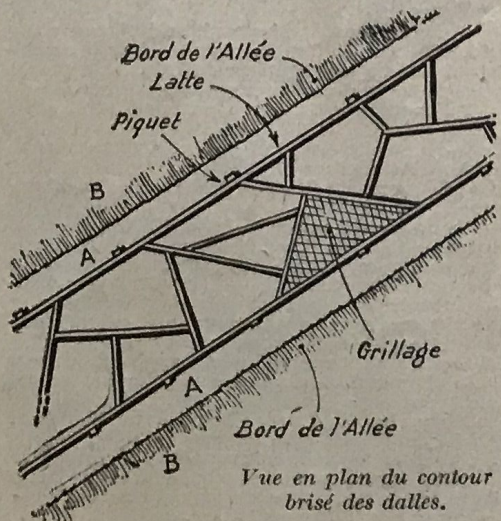 Bord de l'Allée
Latte
Piquet
B
A
Grillage
A
Bord de l'Allée
B
Vue en plan du contour
brisé des dalles.